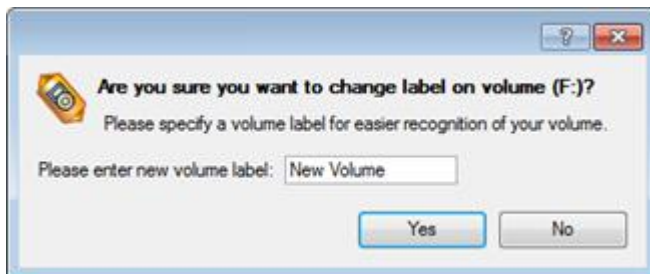 Are you sure you want to change label on volume (F:)?
Please specify a volume label for easier recognition of your volume.
Please enter new volume label: New Volume
Yes No